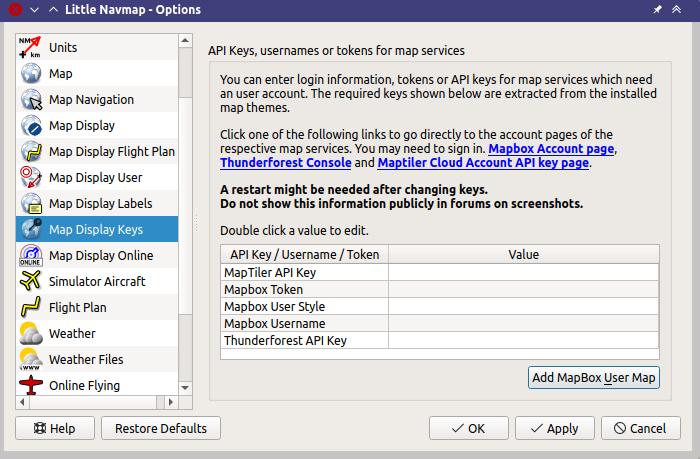 Little Navmap - Options
Units
Map
Map Navigation
Map Display
Map Display Flight Plan
Map Display User
Map Display Labels
Map Display Keys
Map Display Online
Simulator Aircraft
Flight Plan
Weather
Weather Files
Online Flying
NM
km
ONLINE
www
API Keys, usernames or tokens for map services
You can enter login information, tokens or API keys for map services which need
an user account. The required keys shown below are extracted from the installed
map themes.
Click one of the following links to go directly to the account pages of the
respective map services. You may need to sign in. Mapbox Account page,
Thunderforest Console and Maptiler Cloud Account API key page.
A restart might be needed after changing keys.
Do not show this information publicly in forums on screenshots.
Double click a value to edit.
API Key / Username / Token Value
MapTiler API Key
Mapbox Token
Mapbox User Style
Mapbox Username
Thunderforest API Key
Add MapBox User Map
Help Restore Defaults OK Apply Cancel